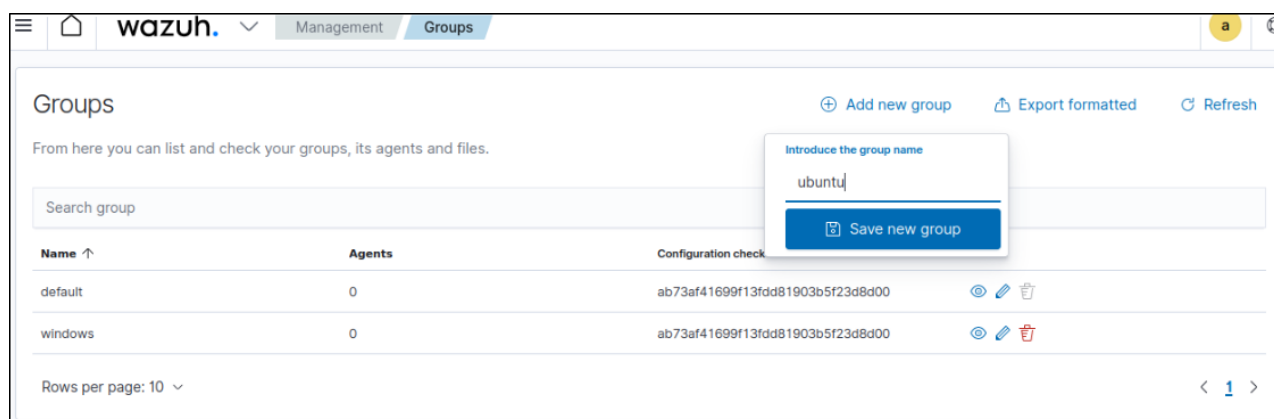 wazuh. Management Groups a
Groups
Add new group Export formatted Refresh
From here you can list and check your groups, its agents and files.
Introduce the group name
ubuntu
Search group
Save new group
Name ↑ Agents Configuration check
default 0 ab73af41699f13fdd81903b5f23d8d00
windows 0 ab73af41699f13fdd81903b5f23d8d00
Rows per page: 10
< 1 >